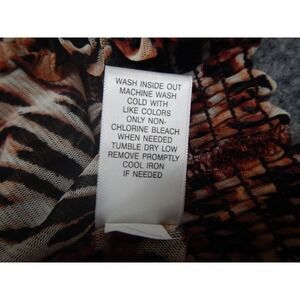 WASH INSIDE OUT
MACHINE WASH
COLD WITH
LIKE COLORS
ONLY NON-
CHLORINE BLEACH
WHEN NEEDED
TUMBLE DRY LOW
REMOVE PROMPTLY
COOL IRON
IF NEEDED